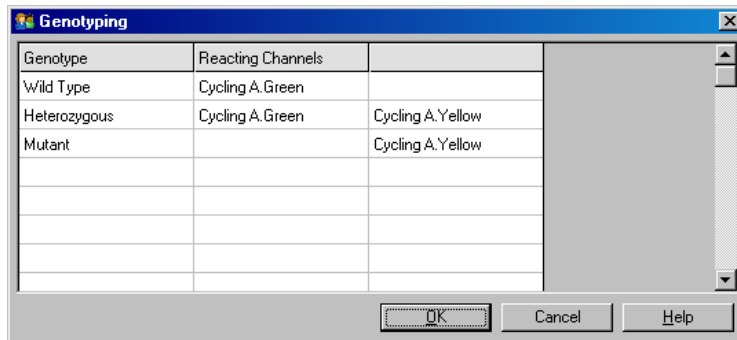 Genotyping
Genotype Reacting Channels
Wild Type Cycling A.Green
Heterozygous Cycling A.Green Cycling A.Yellow
Mutant Cycling A.Yellow
OK Cancel Help